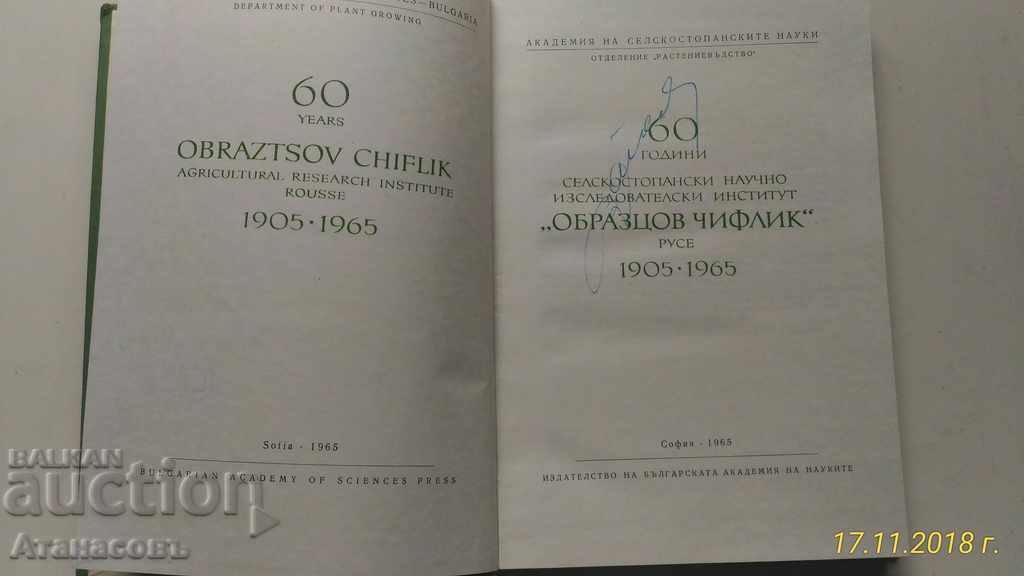 BULGARIA
DEPARTMENT OF PLANT GROWING
60
YEARS
OBRAZTSOV CHIFLIK
AGRICULTURAL RESEARCH INSTITUTE
ROUSSE
1905 · 1965
Sofia - 1965
BULGARIAN ACADEMY OF SCIENCES PRESS
АКАДЕМИЯ НА СЕЛСКОСТОПАНСКИТЕ НАУКИ
ОТДЕЛЕНИЕ „РАСТЕНИЕВЪДСТВО"
60
ГОДИНИ
СЕЛСКОСТОПАНСКИ НАУЧНО
ИЗСЛЕДОВАТЕЛСКИ ИНСТИТУТ
„ОБРАЗЦОВ ЧИФЛИК"
РУСЕ
1905 · 1965
София - 1965
ИЗДАТЕЛСТВО НА БЪЛГАРСКАТА АКАДЕМИЯ НА НАУКИТЕ
BALKAN
auction
Атанасовъ
17.11.2018 г.